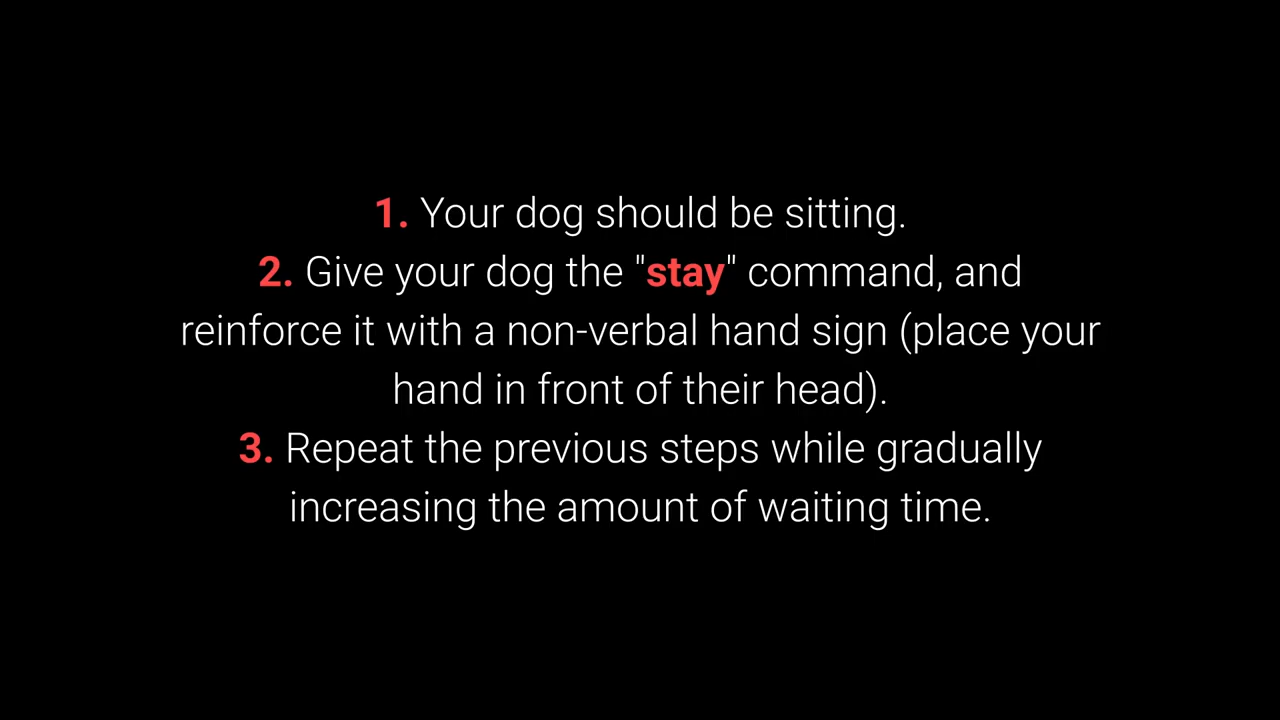 1. Your dog should be sitting.
2. Give your dog the "stay" command, and
reinforce it with a non-verbal hand sign (place your
hand in front of their head).
3. Repeat the previous steps while gradually
increasing the amount of waiting time.